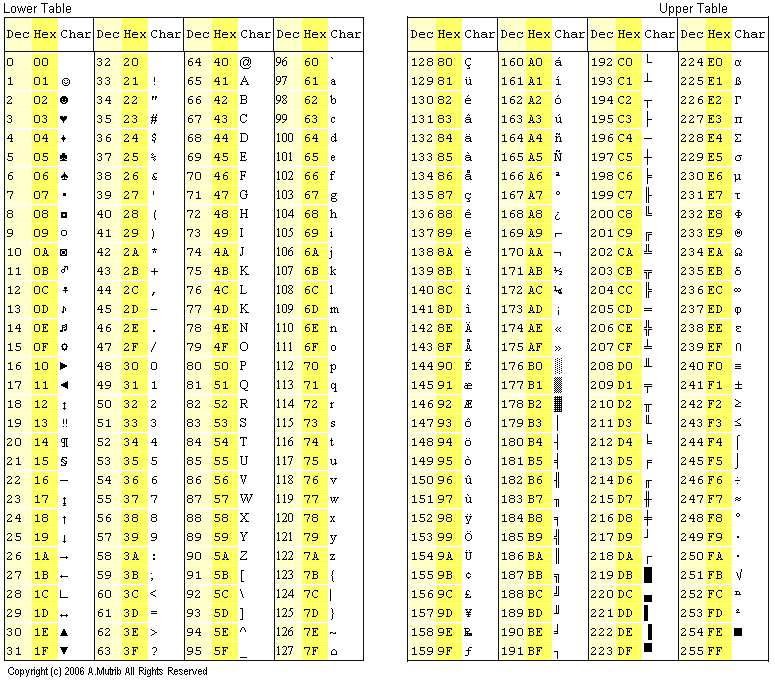 Lower Table Upper Table
Dec Hex Char Dec Hex Char Dec Hex Char Dec Hex Char Dec Hex Char Dec Hex Char Dec Hex Char Dec Hex Char
0 00 32 20 64 40 @ 96 60 ` 128 80 Ç 160 A0 á 192 C0 └ 224 E0 α
1 01 ☺ 33 21 ! 65 41 A 97 61 a 129 81 ü 161 A1 í 193 C1 ┴ 225 E1 ß
2 02 ☻ 34 22 " 66 42 B 98 62 b 130 82 é 162 A2 ó 194 C2 ┬ 226 E2 Γ
3 03 ♥ 35 23 # 67 43 C 99 63 c 131 83 â 163 A3 ú 195 C3 ├ 227 E3 π
4 04 ♦ 36 24 $ 68 44 D 100 64 d 132 84 ä 164 A4 ñ 196 C4 ─ 228 E4 Σ
5 05 ♣ 37 25 % 69 45 E 101 65 e 133 85 à 165 A5 Ñ 197 C5 ┼ 229 E5 σ
6 06 ♠ 38 26 & 70 46 F 102 66 f 134 86 å 166 A6 ª 198 C6 ╞ 230 E6 µ
7 07 • 39 27 ' 71 47 G 103 67 g 135 87 ç 167 A7 º 199 C7 ╟ 231 E7 τ
8 08 ◘ 40 28 ( 72 48 H 104 68 h 136 88 ê 168 A8 ¿ 200 C8 ╚ 232 E8 Φ
9 09 ○ 41 29 ) 73 49 I 105 69 i 137 89 ë 169 A9 ⌐ 201 C9 ╔ 233 E9 Θ
10 0A ◙ 42 2A * 74 4A J 106 6A j 138 8A è 170 AA ¬ 202 CA ╩ 234 EA Ω
11 0B ♂ 43 2B + 75 4B K 107 6B k 139 8B ï 171 AB ½ 203 CB ╦ 235 EB δ
12 0C ♀ 44 2C , 76 4C L 108 6C l 140 8C î 172 AC ¼ 204 CC ╠ 236 EC ∞
13 0D ♪ 45 2D - 77 4D K 109 6D m 141 8D ì 173 AD ¡ 205 CD ═ 237 ED φ
14 0E ♫ 46 2E . 78 4E N 110 6E n 142 8E Ä 174 AE « 206 CE ╬ 238 EE ε
15 0F ☼ 47 2F / 79 4F O 111 6F o 143 8F Å 175 AF » 207 CF ╧ 239 EF ∩
16 10 ► 48 30 0 80 50 P 112 70 p 144 90 É 176 B0 ░ 208 D0 ╨ 240 F0 ≡
17 11 ◄ 49 31 1 81 51 Q 113 71 q 145 91 æ 177 B1 ▒ 209 D1 ╤ 241 F1 ±
18 12 ↕ 50 32 2 82 52 R 114 72 r 146 92 Æ 178 B2 ▓ 210 D2 ╥ 242 F2 ≥
19 13 ‼ 51 33 3 83 53 S 115 73 s 147 93 ô 179 B3 │ 211 D3 ╙ 243 F3 ≤
20 14 ¶ 52 34 4 84 54 T 116 74 t 148 94 ö 180 B4 ┤ 212 D4 ╘ 244 F4 ⌠
21 15 § 53 35 5 85 55 U 117 75 u 149 95 ò 181 B5 ╡ 213 D5 ╒ 245 F5 ⌡
22 16 ▬ 54 36 6 86 56 V 118 76 v 150 96 û 182 B6 ╢ 214 D6 ╓ 246 F6 ÷
23 17 ↨ 55 37 7 87 57 W 119 77 w 151 97 ù 183 B7 ╖ 215 D7 ╫ 247 F7 ≈
24 18 ↑ 56 38 8 88 58 X 120 78 x 152 98 ÿ 184 B8 ╕ 216 D8 ╪ 248 F8 °
25 19 ↓ 57 39 9 89 59 Y 121 79 y 153 99 Ö 185 B9 ╣ 217 D9 ┘ 249 F9 ∙
26 1A → 58 3A : 90 5A Z 122 7A z 154 9A Ü 186 BA ║ 218 DA ┌ 250 FA ·
27 1B ← 59 3B ; 91 5B [ 123 7B { 155 9B ¢ 187 BB ╗ 219 DB █ 251 FB √
28 1C ∟ 60 3C < 92 5C \ 124 7C | 156 9C £ 188 BC ╝ 220 DC ▄ 252 FC ⁿ
29 1D ↔ 61 3D = 93 5D ] 125 7D } 157 9D ¥ 189 BD ╜ 221 DD ▌ 253 FD ²
30 1E ▲ 62 3E > 94 5E ^ 126 7E ~ 158 9E ₧ 190 BE ╛ 222 DE ▐ 254 FE ■
31 1F ▼ 63 3F ? 95 5F _ 127 7F ⌂ 159 9F ƒ 191 BF ┐ 223 DF ▀ 255 FF
Copyright (c) 2006 A.Mutrib All Rights Reserved